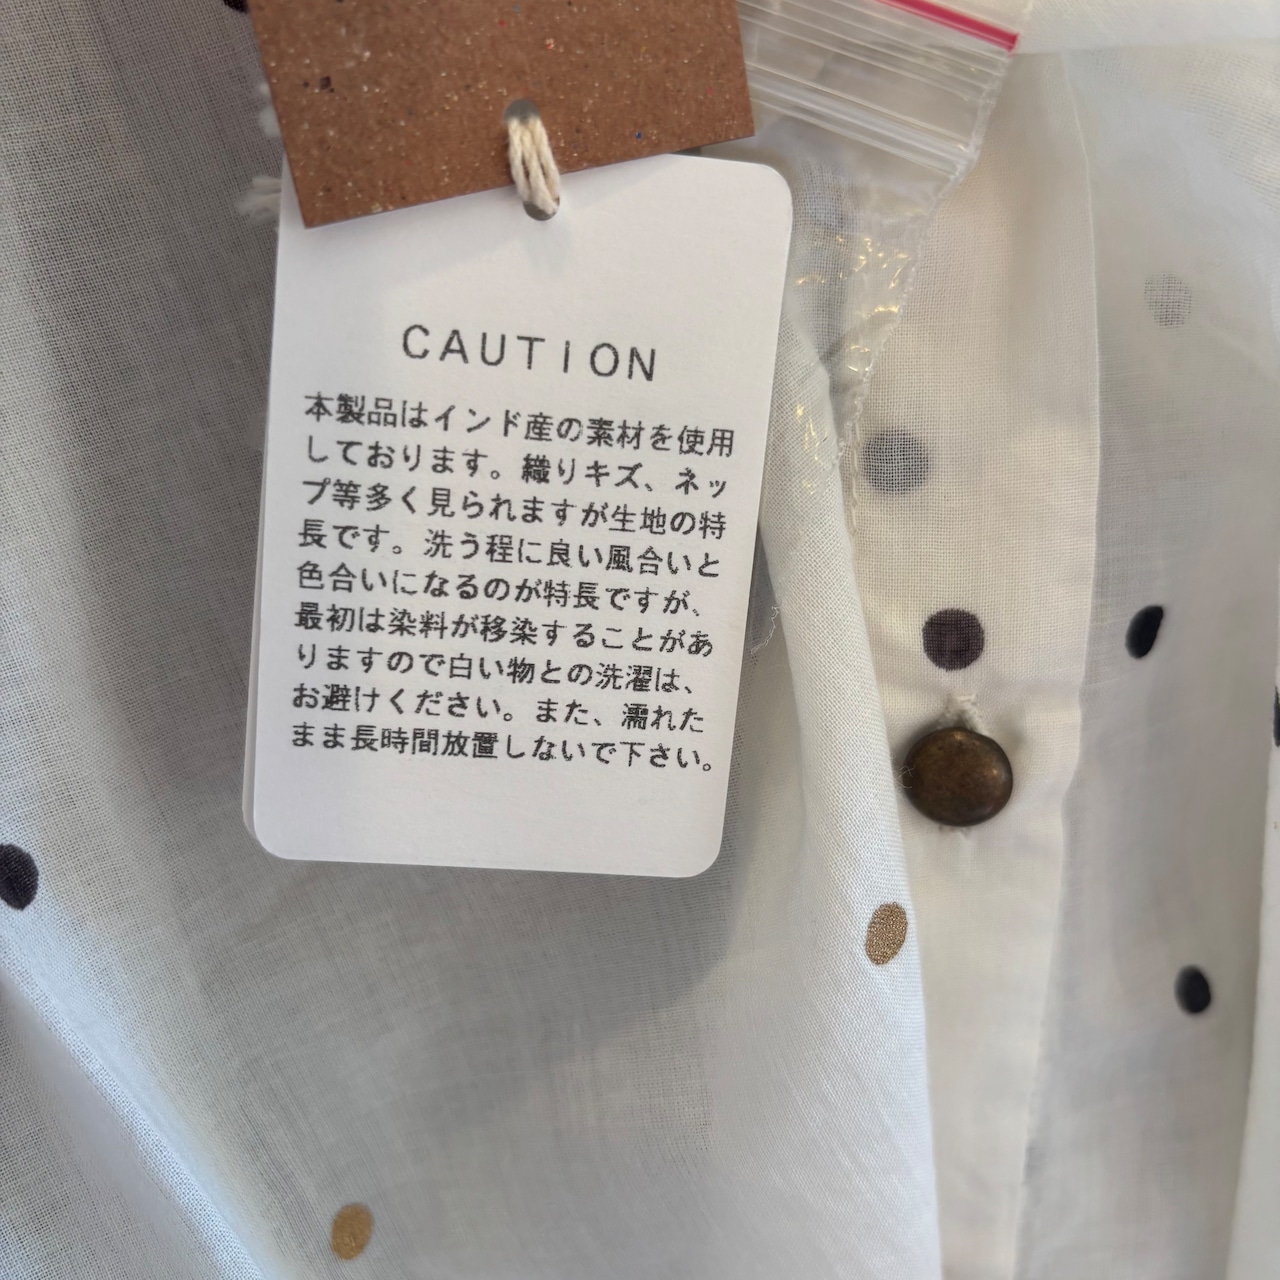 CAUTION
本製品はインド産の素材を使用
しております。織りキズ、ネッ
プ等多く見られますが生地の特
長です。洗う程に良い風合いと
色合いになるのが特長ですが、
最初は染料が移染することがあ
りますので白い物との洗濯は、
お避けください。また、濡れた
まま長時間放置しないで下さい。